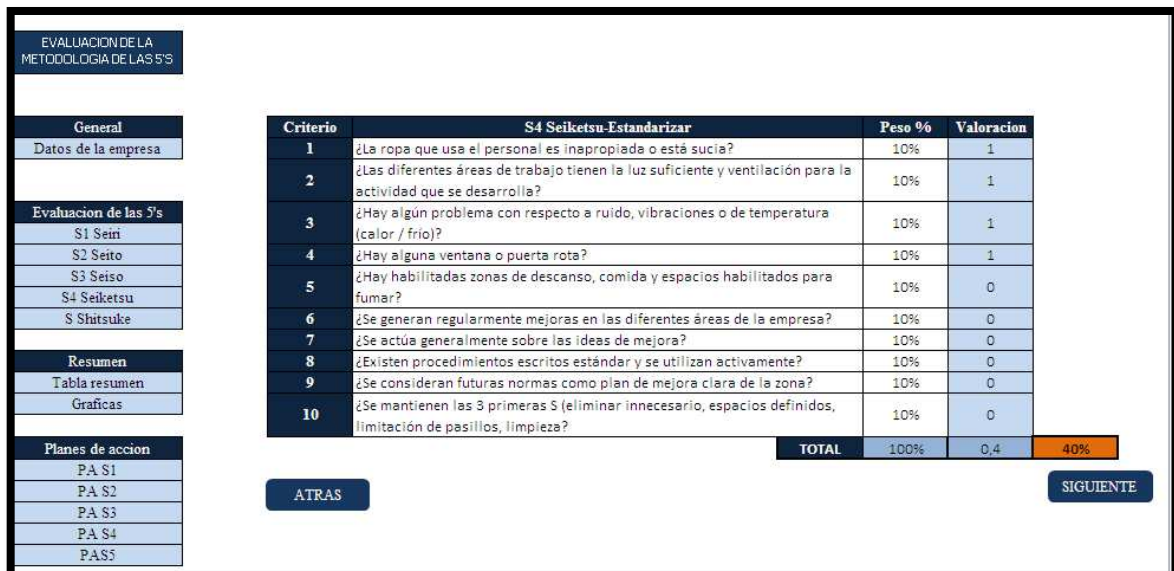 EVALUACION DE LA
METODOLOGIA DE LAS 5'S
General
Datos de la empresa
Evaluacion de las 5's
S1 Seiri
S2 Seito
S3 Seiso
S4 Seiketsu
S Shitsuke
Resumen
Tabla resumen
Graficas
Planes de accion
PA S1
PA S2
PA S3
PA S4
PAS5
Criterio S4 Seiketsu-Estandarizar Peso % Valoracion
1 ¿La ropa que usa el personal es inapropiada o está sucia? 10% 1
2 ¿Las diferentes áreas de trabajo tienen la luz suficiente y ventilación para la
actividad que se desarrolla? 10% 1
3 ¿Hay algún problema con respecto a ruido, vibraciones o de temperatura
(calor / frío)? 10% 1
4 ¿Hay alguna ventana o puerta rota? 10% 1
5 ¿Hay habilitadas zonas de descanso, comida y espacios habilitados para
fumar? 10% 0
6 ¿Se generan regularmente mejoras en las diferentes áreas de la empresa? 10% 0
7 ¿Se actúa generalmente sobre las ideas de mejora? 10% 0
8 ¿Existen procedimientos escritos estándar y se utilizan activamente? 10% 0
9 ¿Se consideran futuras normas como plan de mejora clara de la zona? 10% 0
10 ¿Se mantienen las 3 primeras S (eliminar innecesario, espacios definidos,
limitación de pasillos, limpieza? 10% 0
TOTAL 100% 0,4 40%
ATRAS
SIGUIENTE